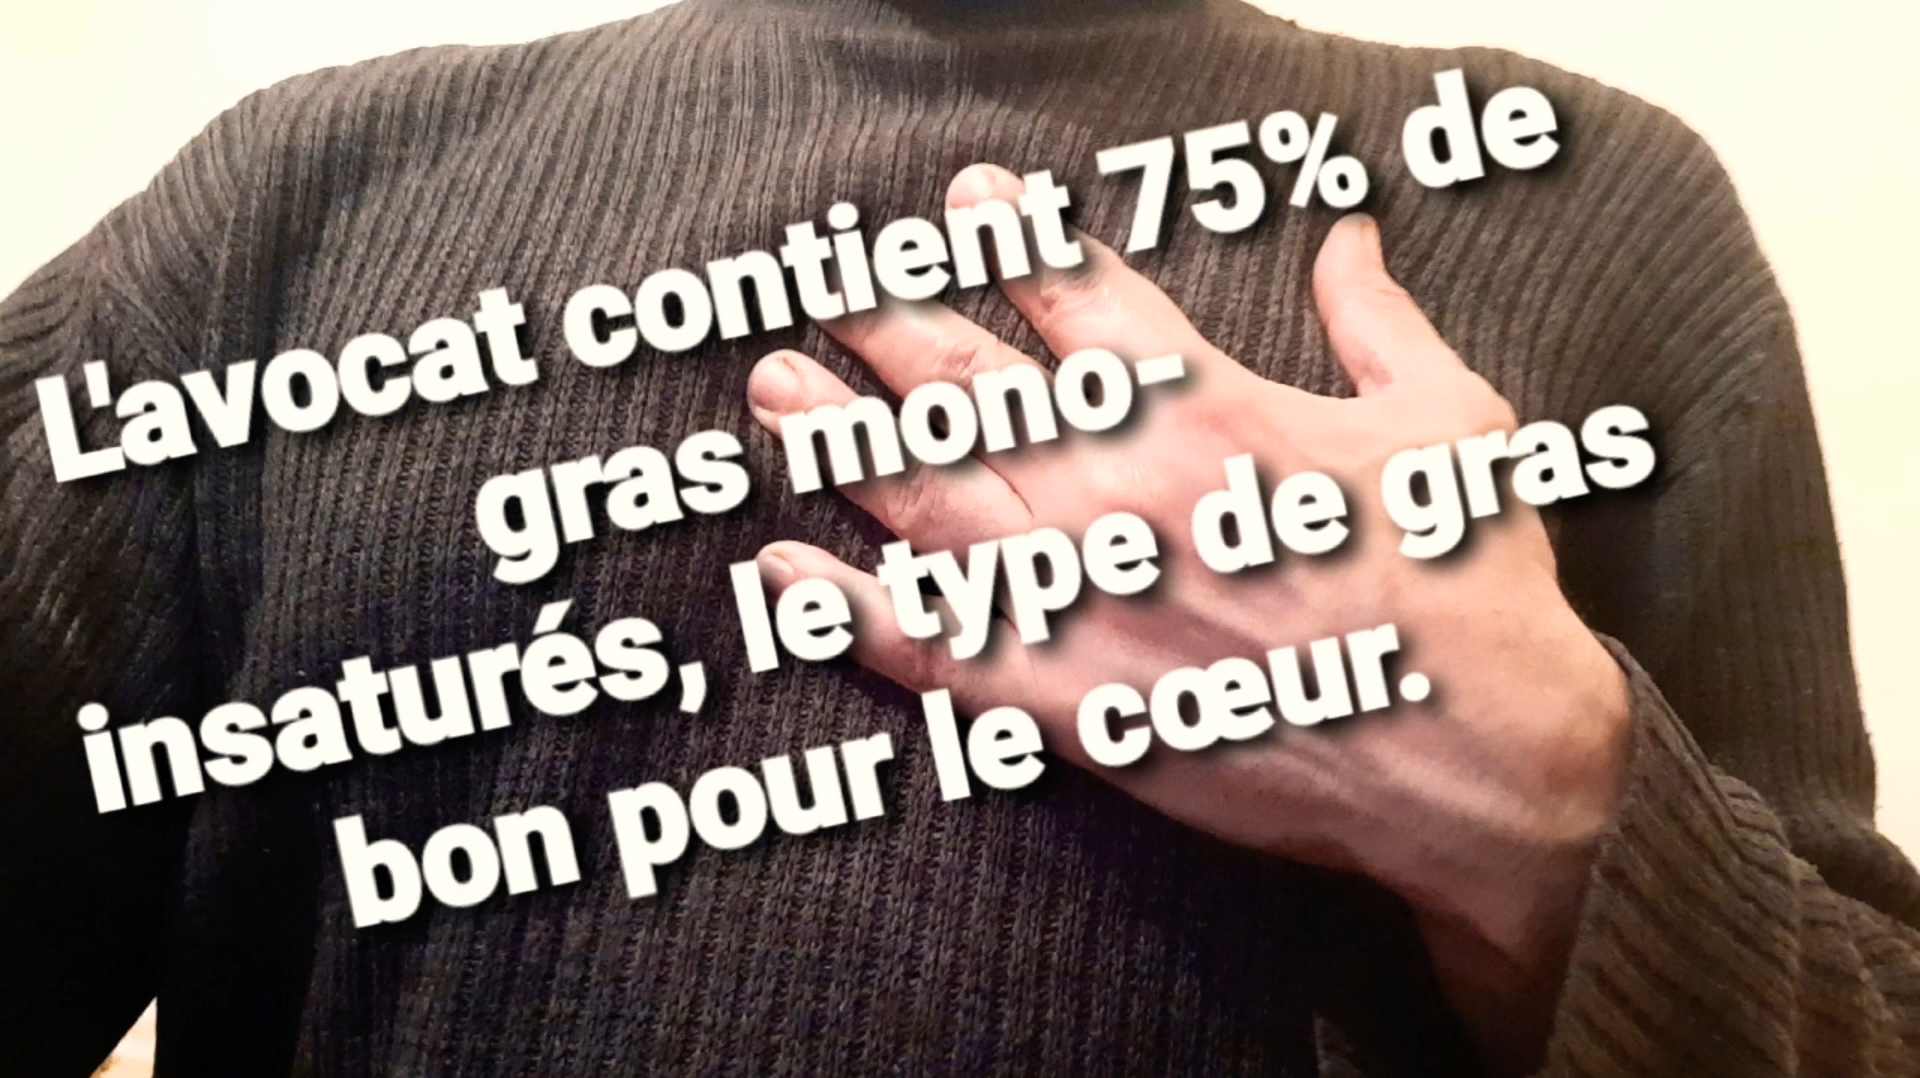 L'avocat contient 75% de
gras mono-
insaturés, le type de gras
bon pour le cœur.